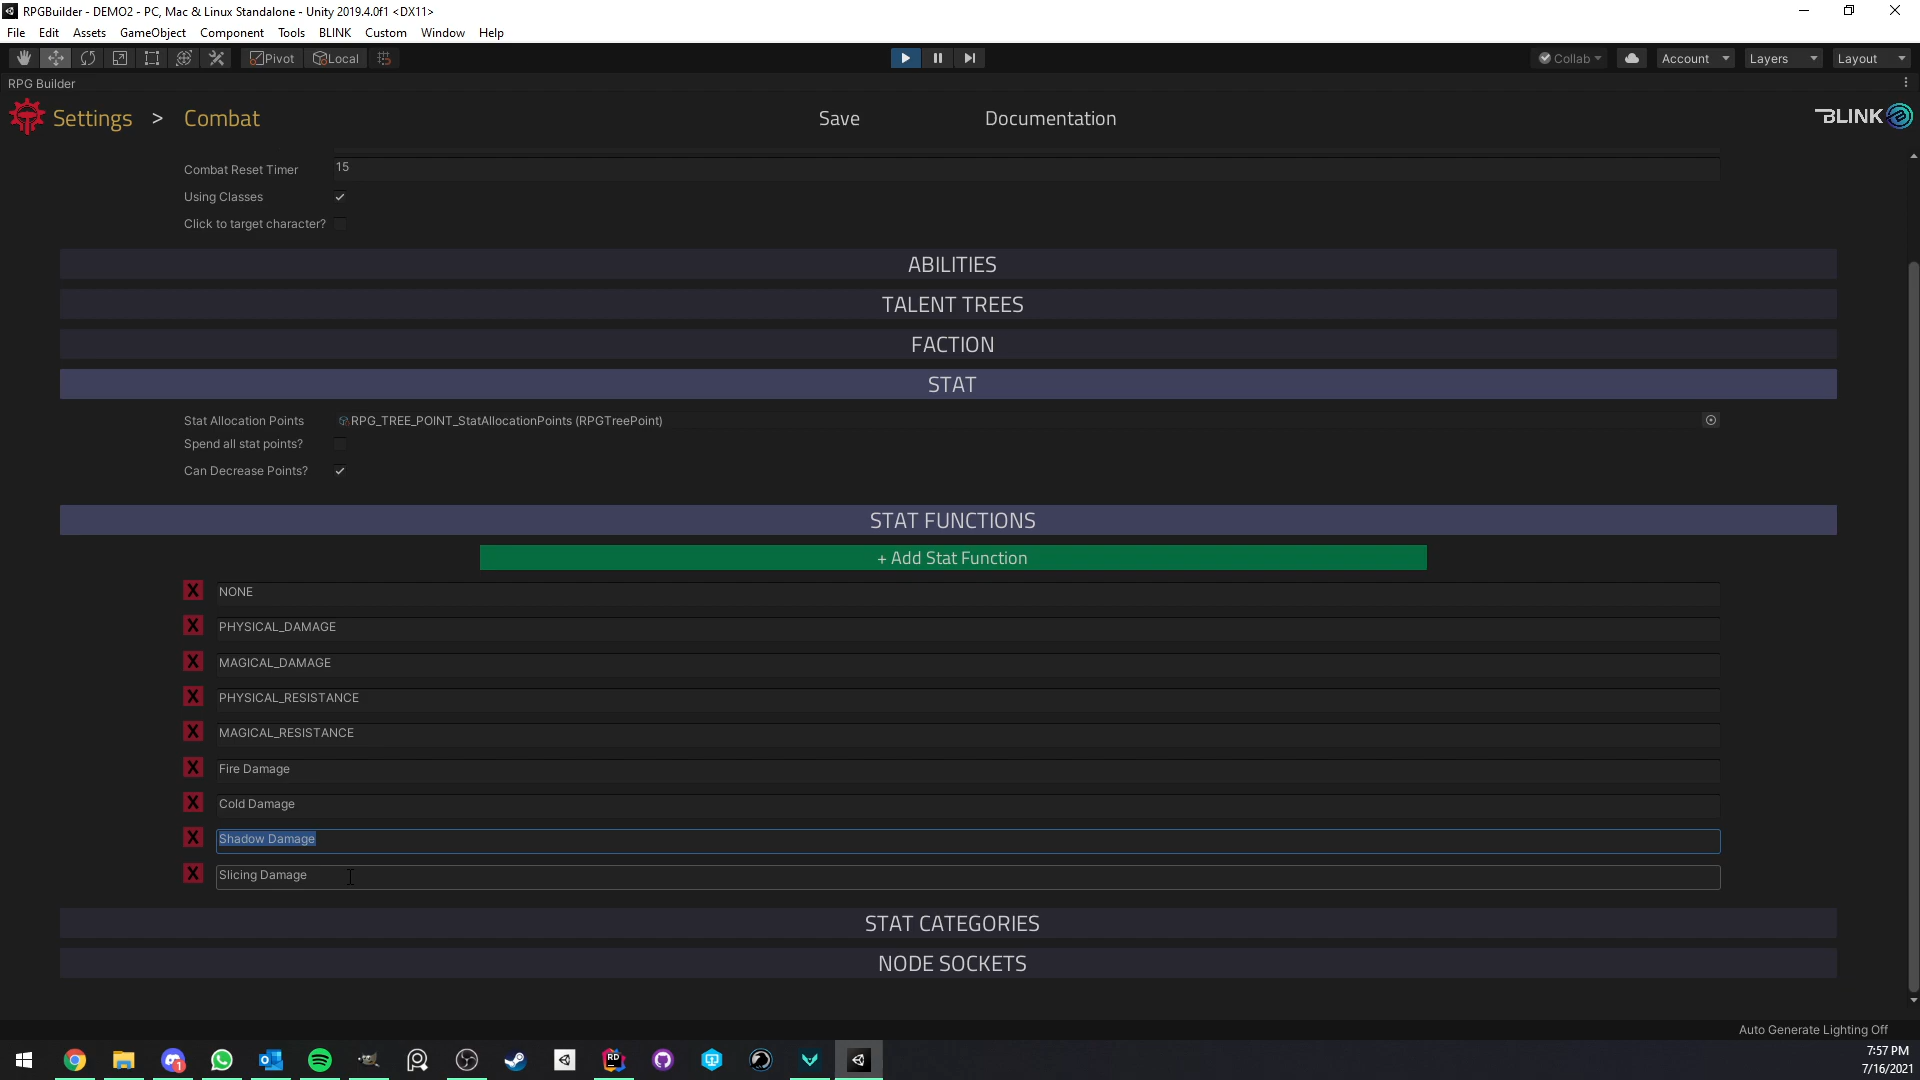 RPGBuilder - DEMO2 - PC, Mac & Linux Standalone - Unity 2019.4.0f1 <DX11>
File Edit Assets GameObject Component Tools BLINK Custom Window Help
Pivot Local Collab Account Layers Layout
RPG Builder
Settings > Combat Save Documentation BLINK
Combat Reset Timer 15
Using Classes
Click to target character?
ABILITIES
TALENT TREES
FACTION
STAT
Stat Allocation Points RPG_TREE_POINT_StatAllocationPoints (RPGTreePoint)
Spend all stat points?
Can Decrease Points?
STAT FUNCTIONS
+ Add Stat Function
X NONE
X PHYSICAL_DAMAGE
X MAGICAL_DAMAGE
X PHYSICAL_RESISTANCE
X MAGICAL_RESISTANCE
X Fire Damage
X Cold Damage
X Shadow Damage
X Slicing Damage
STAT CATEGORIES
NODE SOCKETS
Auto Generate Lighting Off
7:57 PM
7/16/2021